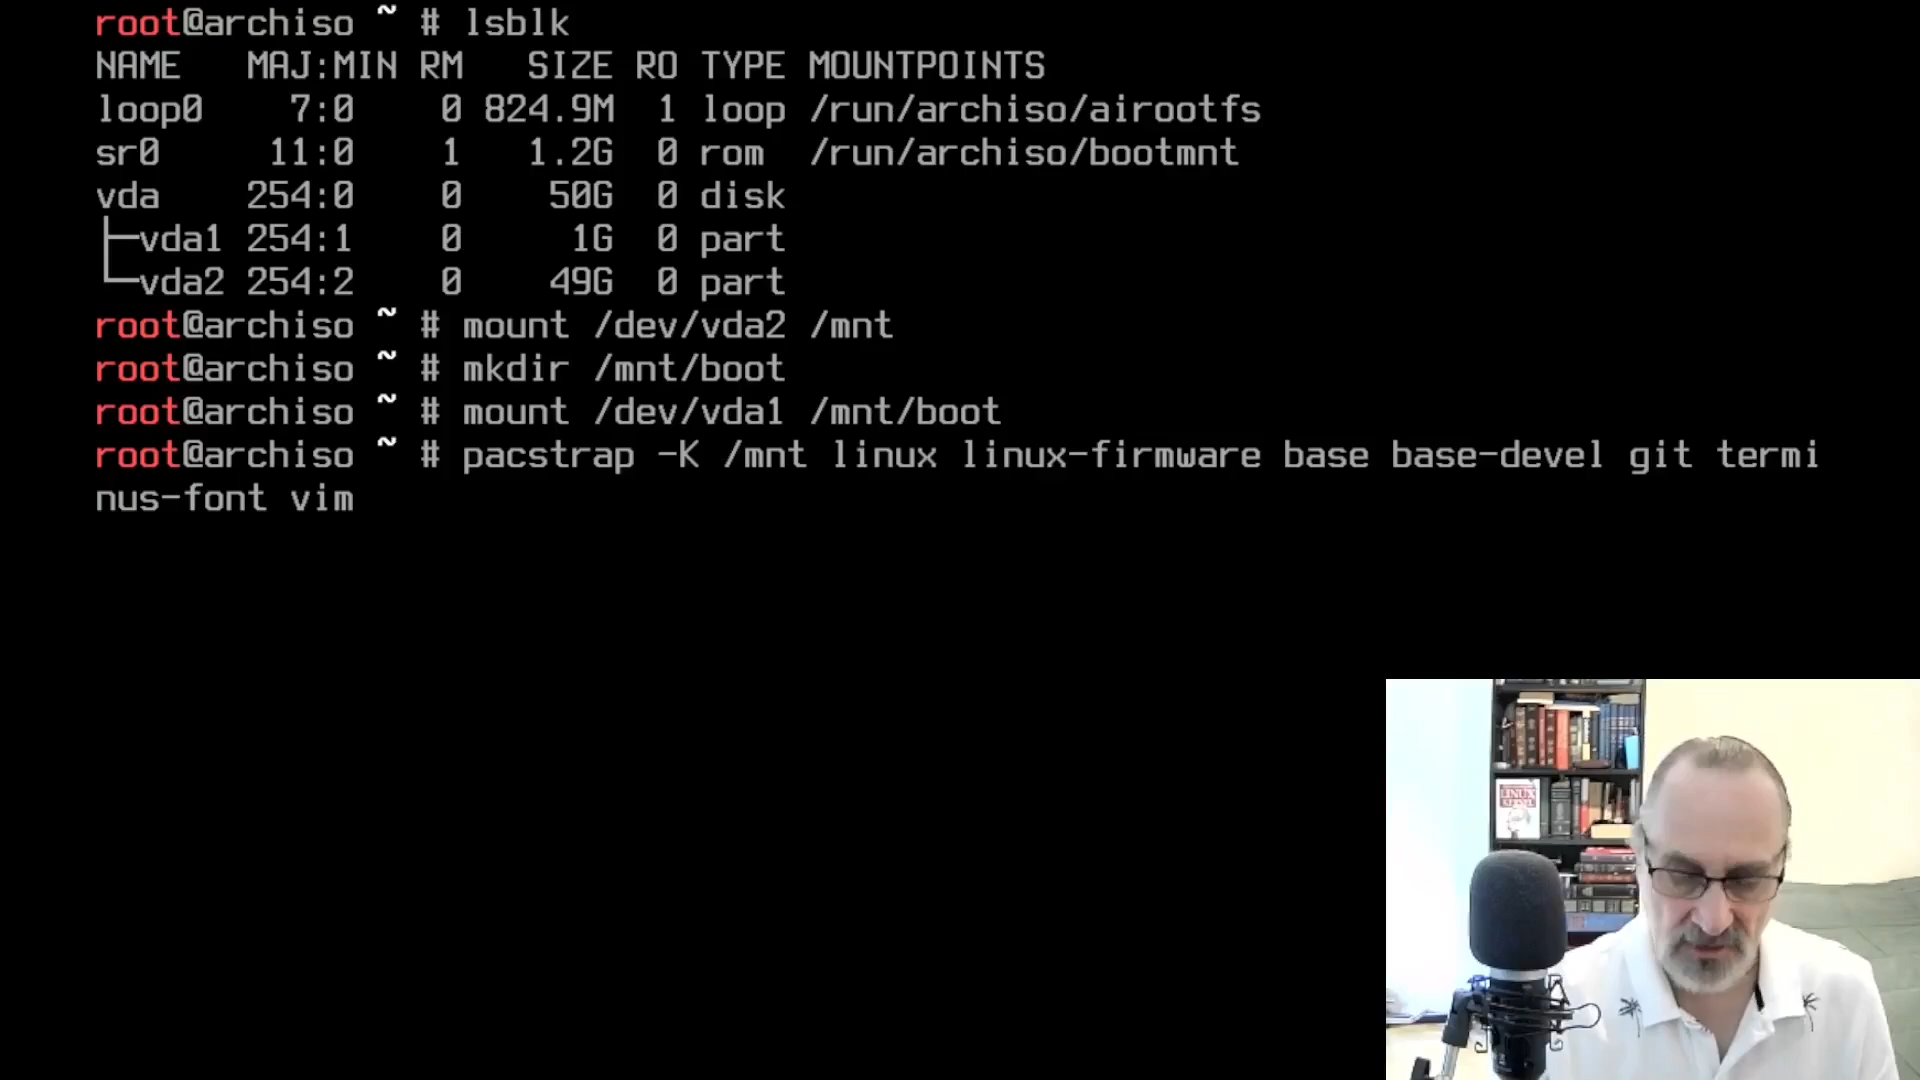 root@archiso ~ # lsblk
NAME   MAJ:MIN RM   SIZE RO TYPE MOUNTPOINTS
loop0    7:0    0 824.9M  1 loop /run/archiso/airootfs
sr0     11:0    1   1.2G  0 rom  /run/archiso/bootmnt
vda    254:0    0    50G  0 disk
├─vda1 254:1    0     1G  0 part
└─vda2 254:2    0    49G  0 part
root@archiso ~ # mount /dev/vda2 /mnt
root@archiso ~ # mkdir /mnt/boot
root@archiso ~ # mount /dev/vda1 /mnt/boot
root@archiso ~ # pacstrap -K /mnt linux linux-firmware base base-devel git termi
nus-font vim
LINUX